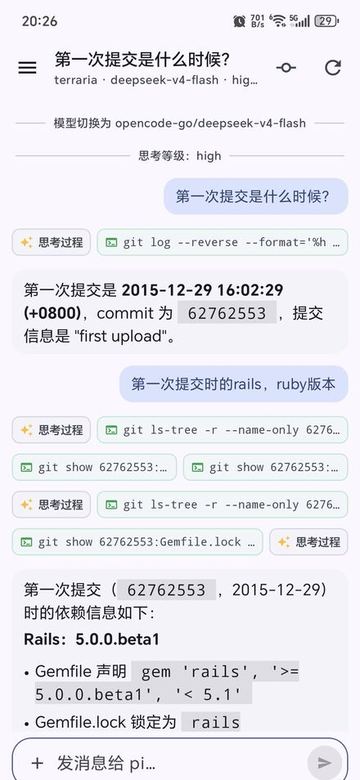 20:26
701 B/s 6 5G 29
第一次提交是什么时候？
terraria · deepseek-v4-flash · hig…
模型切换为 opencode-go/deepseek-v4-flash
思考等级：high
第一次提交是什么时候？
思考过程 git log --reverse --format='%h …
第一次提交是 2015-12-29 16:02:29
(+0800)，commit 为 62762553 ，提交
信息是 "first upload"。
第一次提交时的rails，ruby版本
思考过程 git ls-tree -r --name-only 6276…
git show 62762553:… git show 62762553:…
思考过程 git ls-tree -r --name-only 6276…
git show 62762553:Gemfile.lock … 思考过程
第一次提交（ 62762553 ，2015-12-29）
时的依赖信息如下：
Rails：5.0.0.beta1
• Gemfile 声明 gem 'rails', '>=
5.0.0.beta1', '< 5.1'
• Gemfile.lock 锁定为 rails
+ 发消息给 pi…